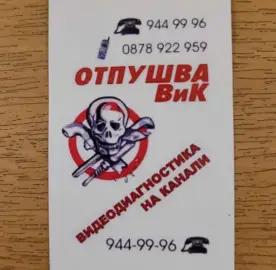 944 99 96
0878 922 959
ОТПУШВА
ВиК
ВИДЕОДИАГНОСТИКА
НА КАНАЛИ
944-99-96